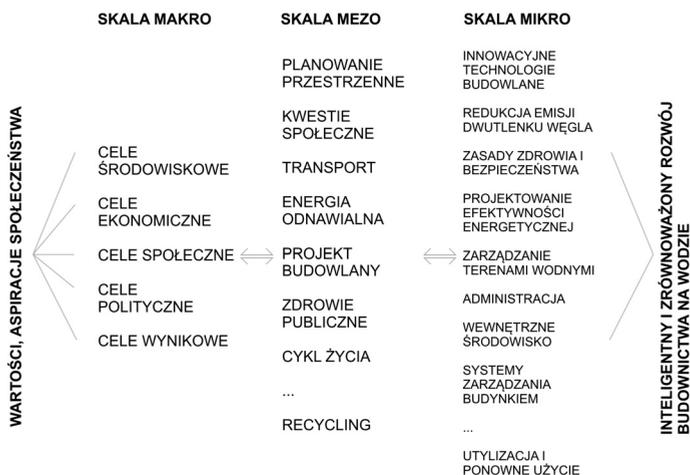 SKALA MAKRO
SKALA MEZO
SKALA MIKRO
WARTOŚCI, ASPIRACJE SPOŁECZEŃSTWA
CELE
ŚRODOWISKOWE
CELE
EKONOMICZNE
CELE SPOŁECZNE
CELE
POLITYCZNE
CELE WYNIKOWE
PLANOWANIE
PRZESTRZENNE
KWESTIE
SPOŁECZNE
TRANSPORT
ENERGIA
ODNAWIALNA
PROJEKT
BUDOWLANY
ZDROWIE
PUBLICZNE
CYKL ŻYCIA
...
RECYCLING
INNOWACYJNE
TECHNOLOGIE
BUDOWLANE
REDUKCJA EMISJI
DWUTLENKU WĘGLA
ZASADY ZDROWIA I
BEZPIECZEŃSTWA
PROJEKTOWANIE
EFEKTYWNOŚCI
ENERGETYCZNEJ
ZARZĄDZANIE
TERENAMI WODNYMI
ADMINISTRACJA
WEWNĘTRZNE
ŚRODOWISKO
SYSTEMY
ZARZĄDZANIA
BUDYNKIEM
...
UTYLIZACJA I
PONOWNE UŻYCIE
INTELIGENTNY I ZRÓWNOWAŻONY ROZWÓJ
BUDOWNICTWA NA WODZIE